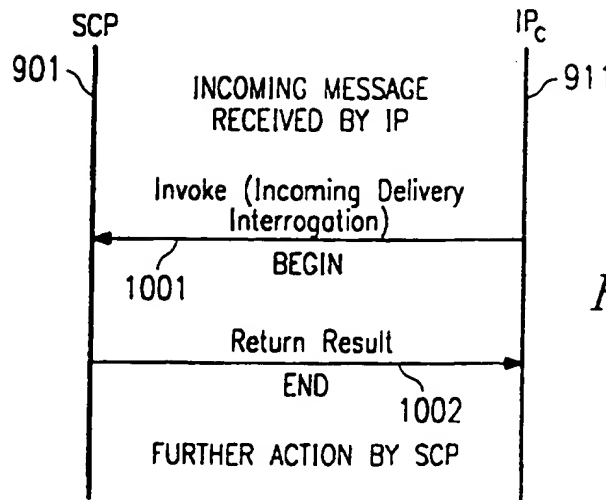 SCP
IPC
901
911
INCOMING MESSAGE
RECEIVED BY IP
Invoke (Incoming Delivery
Interrogation)
BEGIN
1001
Return Result
END
1002
FURTHER ACTION BY SCP